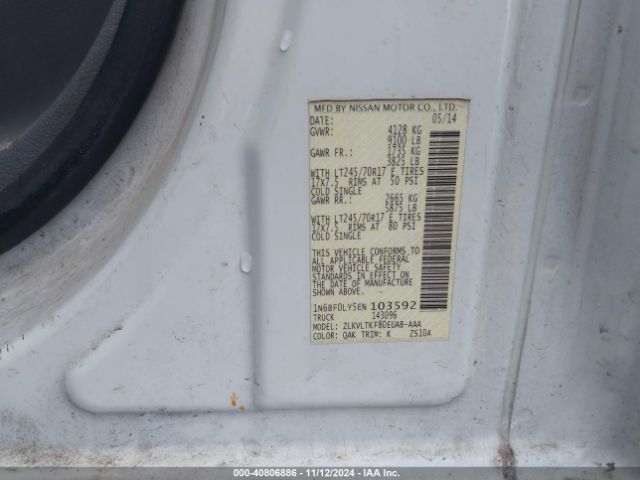 MFD BY NISSAN MOTOR CO., LTD.
DATE: 05/14
GVWR: 4128 KG
9100 LB
GAWR FR.: 1735 KG
3825 LB
WITH LT245/70R17 E TIRES
17X7.5 RIMS AT 50 PSI
COLD SINGLE
GAWR RR.: 2665 KG
5875 LB
WITH LT245/70R17 E TIRES
17X7.5 RIMS AT 80 PSI
COLD SINGLE
THIS VEHICLE CONFORMS TO
ALL APPLICABLE FEDERAL
MOTOR VEHICLE SAFETY
STANDARDS IN EFFECT ON
THE DATE OF MANUFACTURE
SHOWN ABOVE.
1N6BF0LY5EN 103592
TRUCK 143096
MODEL: ZLKVLTKF80EUAB-AAA
COLOR: QAK TRIM: K ZS10A
000-40806886 - 11/12/2024 - IAA Inc.